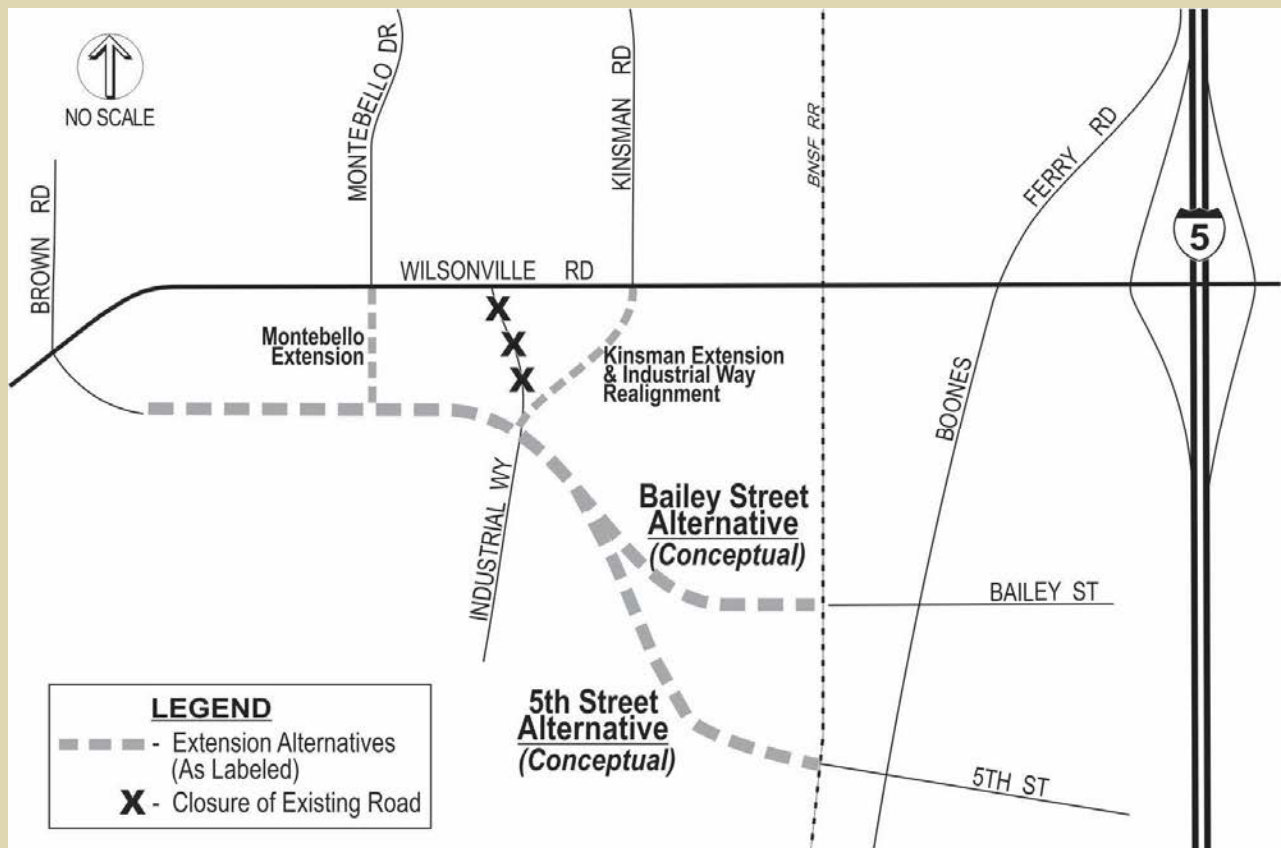 NO SCALE
BROWN RD
MONTEBELLO DR
KINSMAN RD
BNSF RR
FERRY RD
5
WILSONVILLE RD
Montebello
Extension
X
X
X
Kinsman Extension
& Industrial Way
Realignment
BOONES
INDUSTRIAL WY
Bailey Street
Alternative
(Conceptual)
BAILEY ST
5th Street
Alternative
(Conceptual)
5TH ST
LEGEND
- Extension Alternatives
(As Labeled)
X - Closure of Existing Road